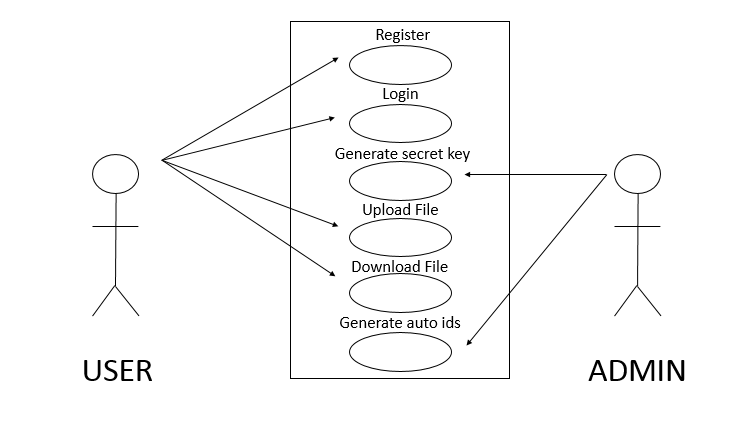 Register
Login
Generate secret key
Upload File
Download File
Generate auto ids
USER
ADMIN